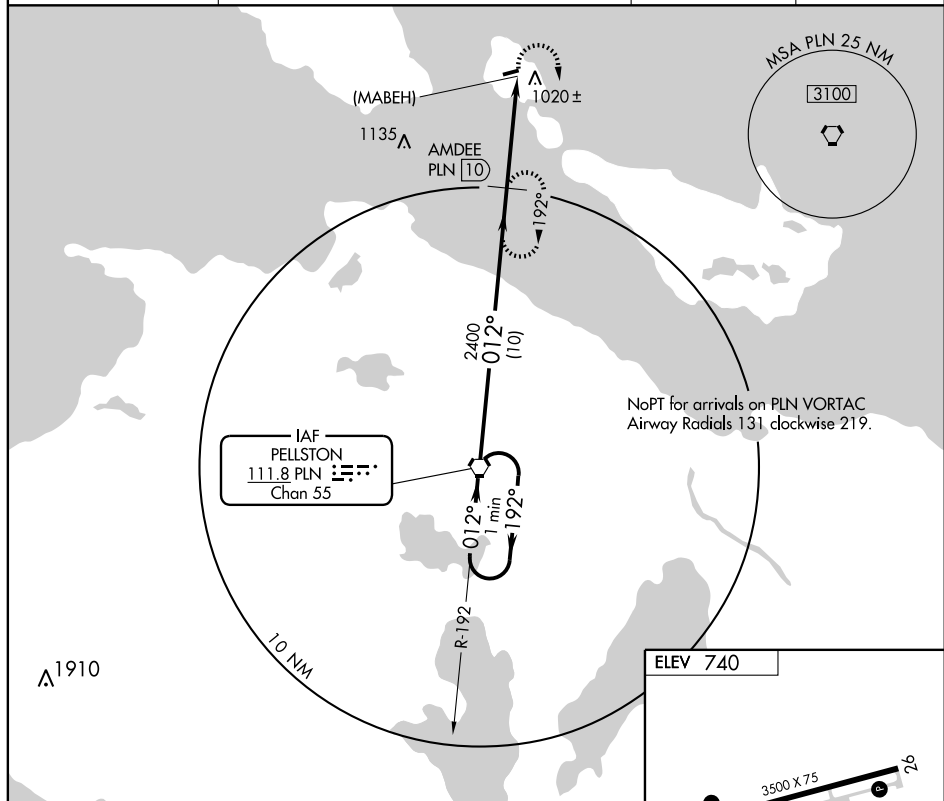 MSA PLN 25 NM
3100
(MABEH)
1020 ±
1135
AMDEE
PLN 10
192°
2400
012°
(10)
NoPT for arrivals on PLN VORTAC
Airway Radials 131 clockwise 219.
IAF
PELLSTON
111.8 PLN
Chan 55
012°
1 min
192°
R-192
10 NM
1910
ELEV 740
3500 X 75
26
P